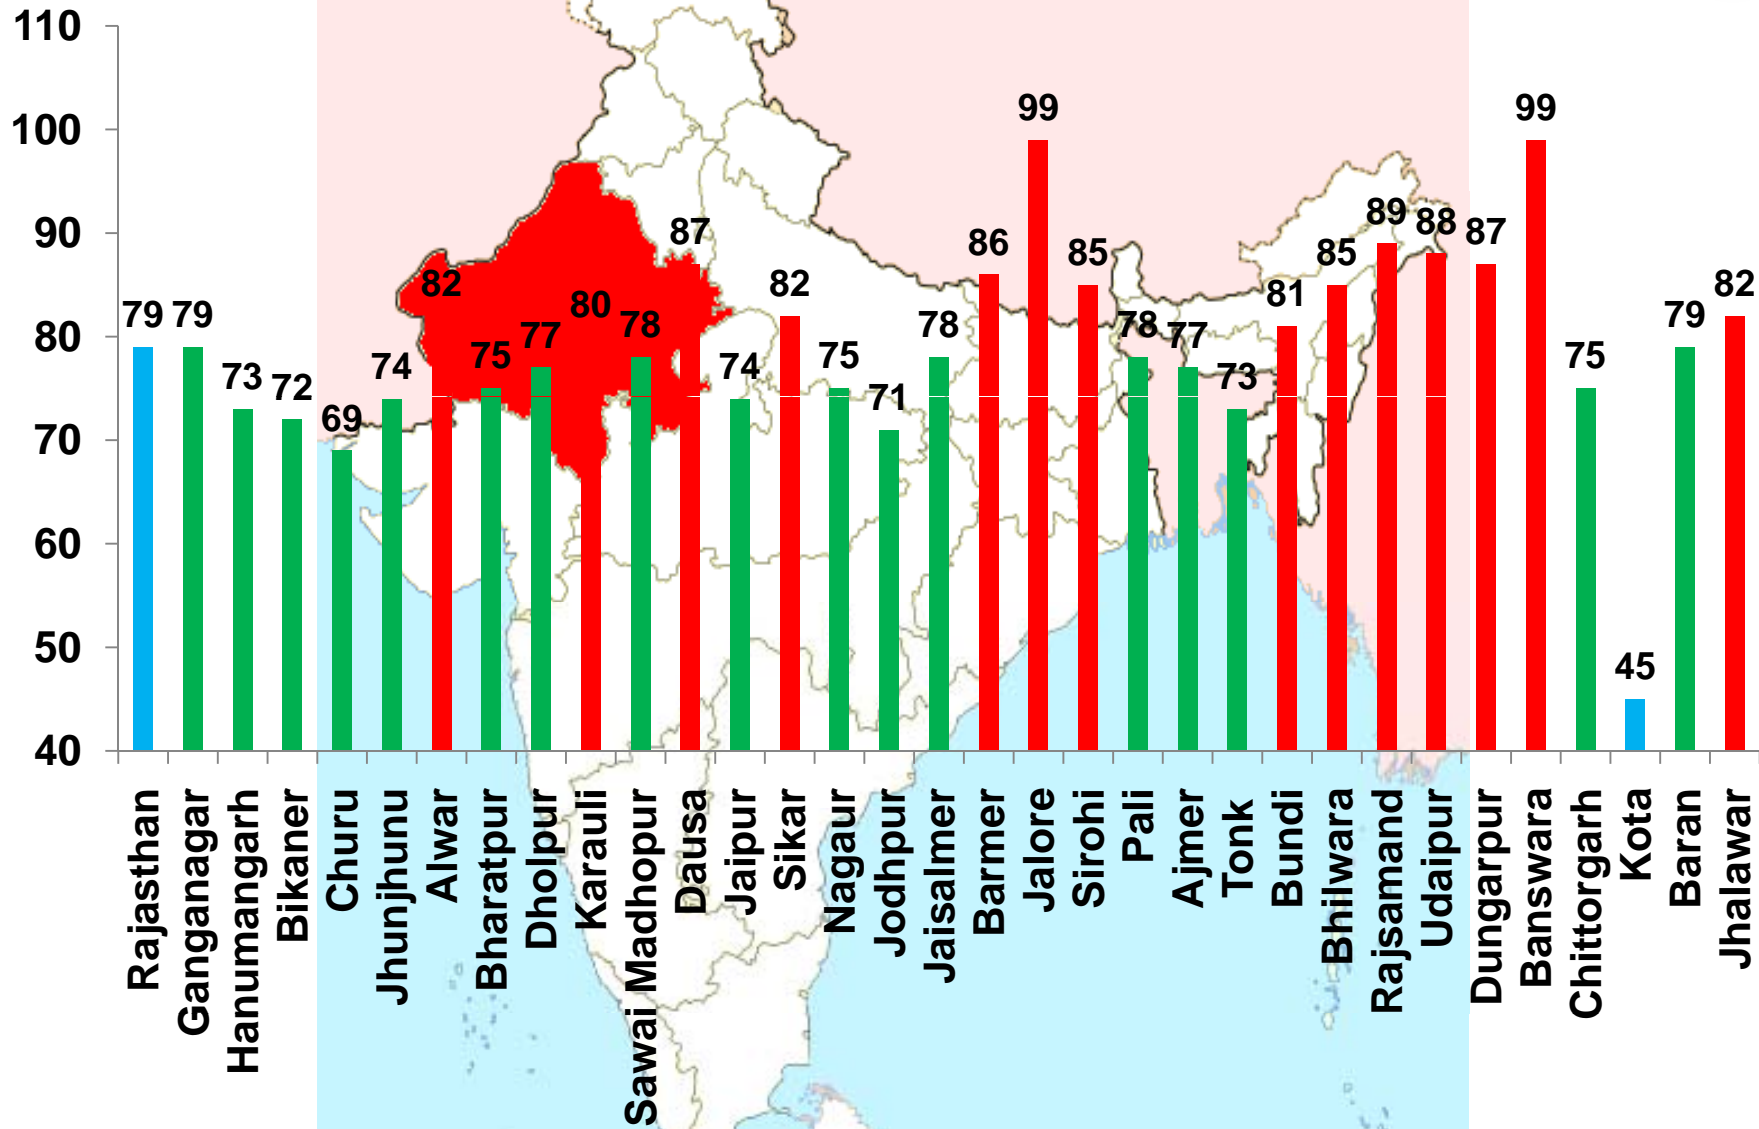 110
100
90
80
70
60
50
40
79
79
73
72
69
74
82
75
77
80
78
87
74
82
75
71
78
86
99
85
78
77
73
81
85
89
88
87
99
75
45
79
82
Rajasthan
Ganganagar
Hanumangarh
Bikaner
Churu
Jhunjhunu
Alwar
Bharatpur
Dholpur
Karauli
Sawai Madhopur
Dausa
Jaipur
Sikar
Nagaur
Jodhpur
Jaisalmer
Barmer
Jalore
Sirohi
Pali
Ajmer
Tonk
Bundi
Bhilwara
Rajsamand
Udaipur
Dungarpur
Banswara
Chittorgarh
Kota
Baran
Jhalawar